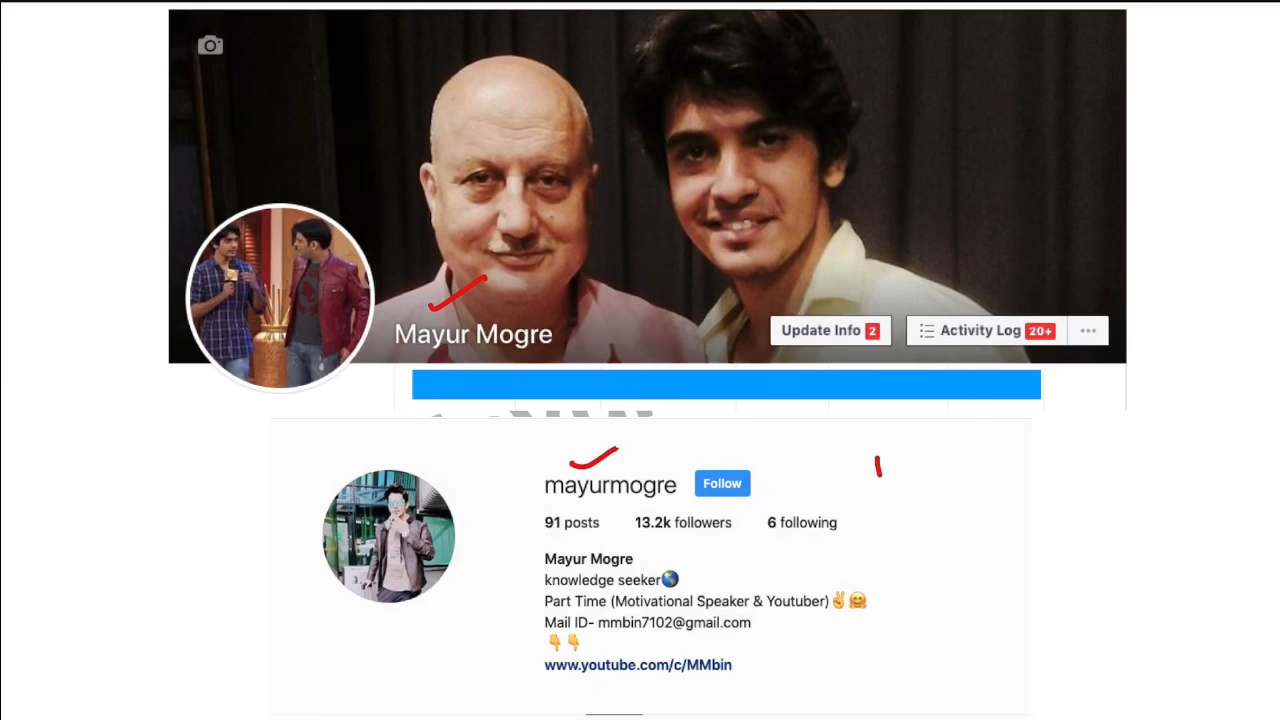 Mayur Mogre
Update Info 2
Activity Log 20+
mayurmogre Follow
91 posts 13.2k followers 6 following
Mayur Mogre
knowledge seeker🌎
Part Time (Motivational Speaker & Youtuber)✌🤗
Mail ID- mmbin7102@gmail.com
👇👇
www.youtube.com/c/MMbin